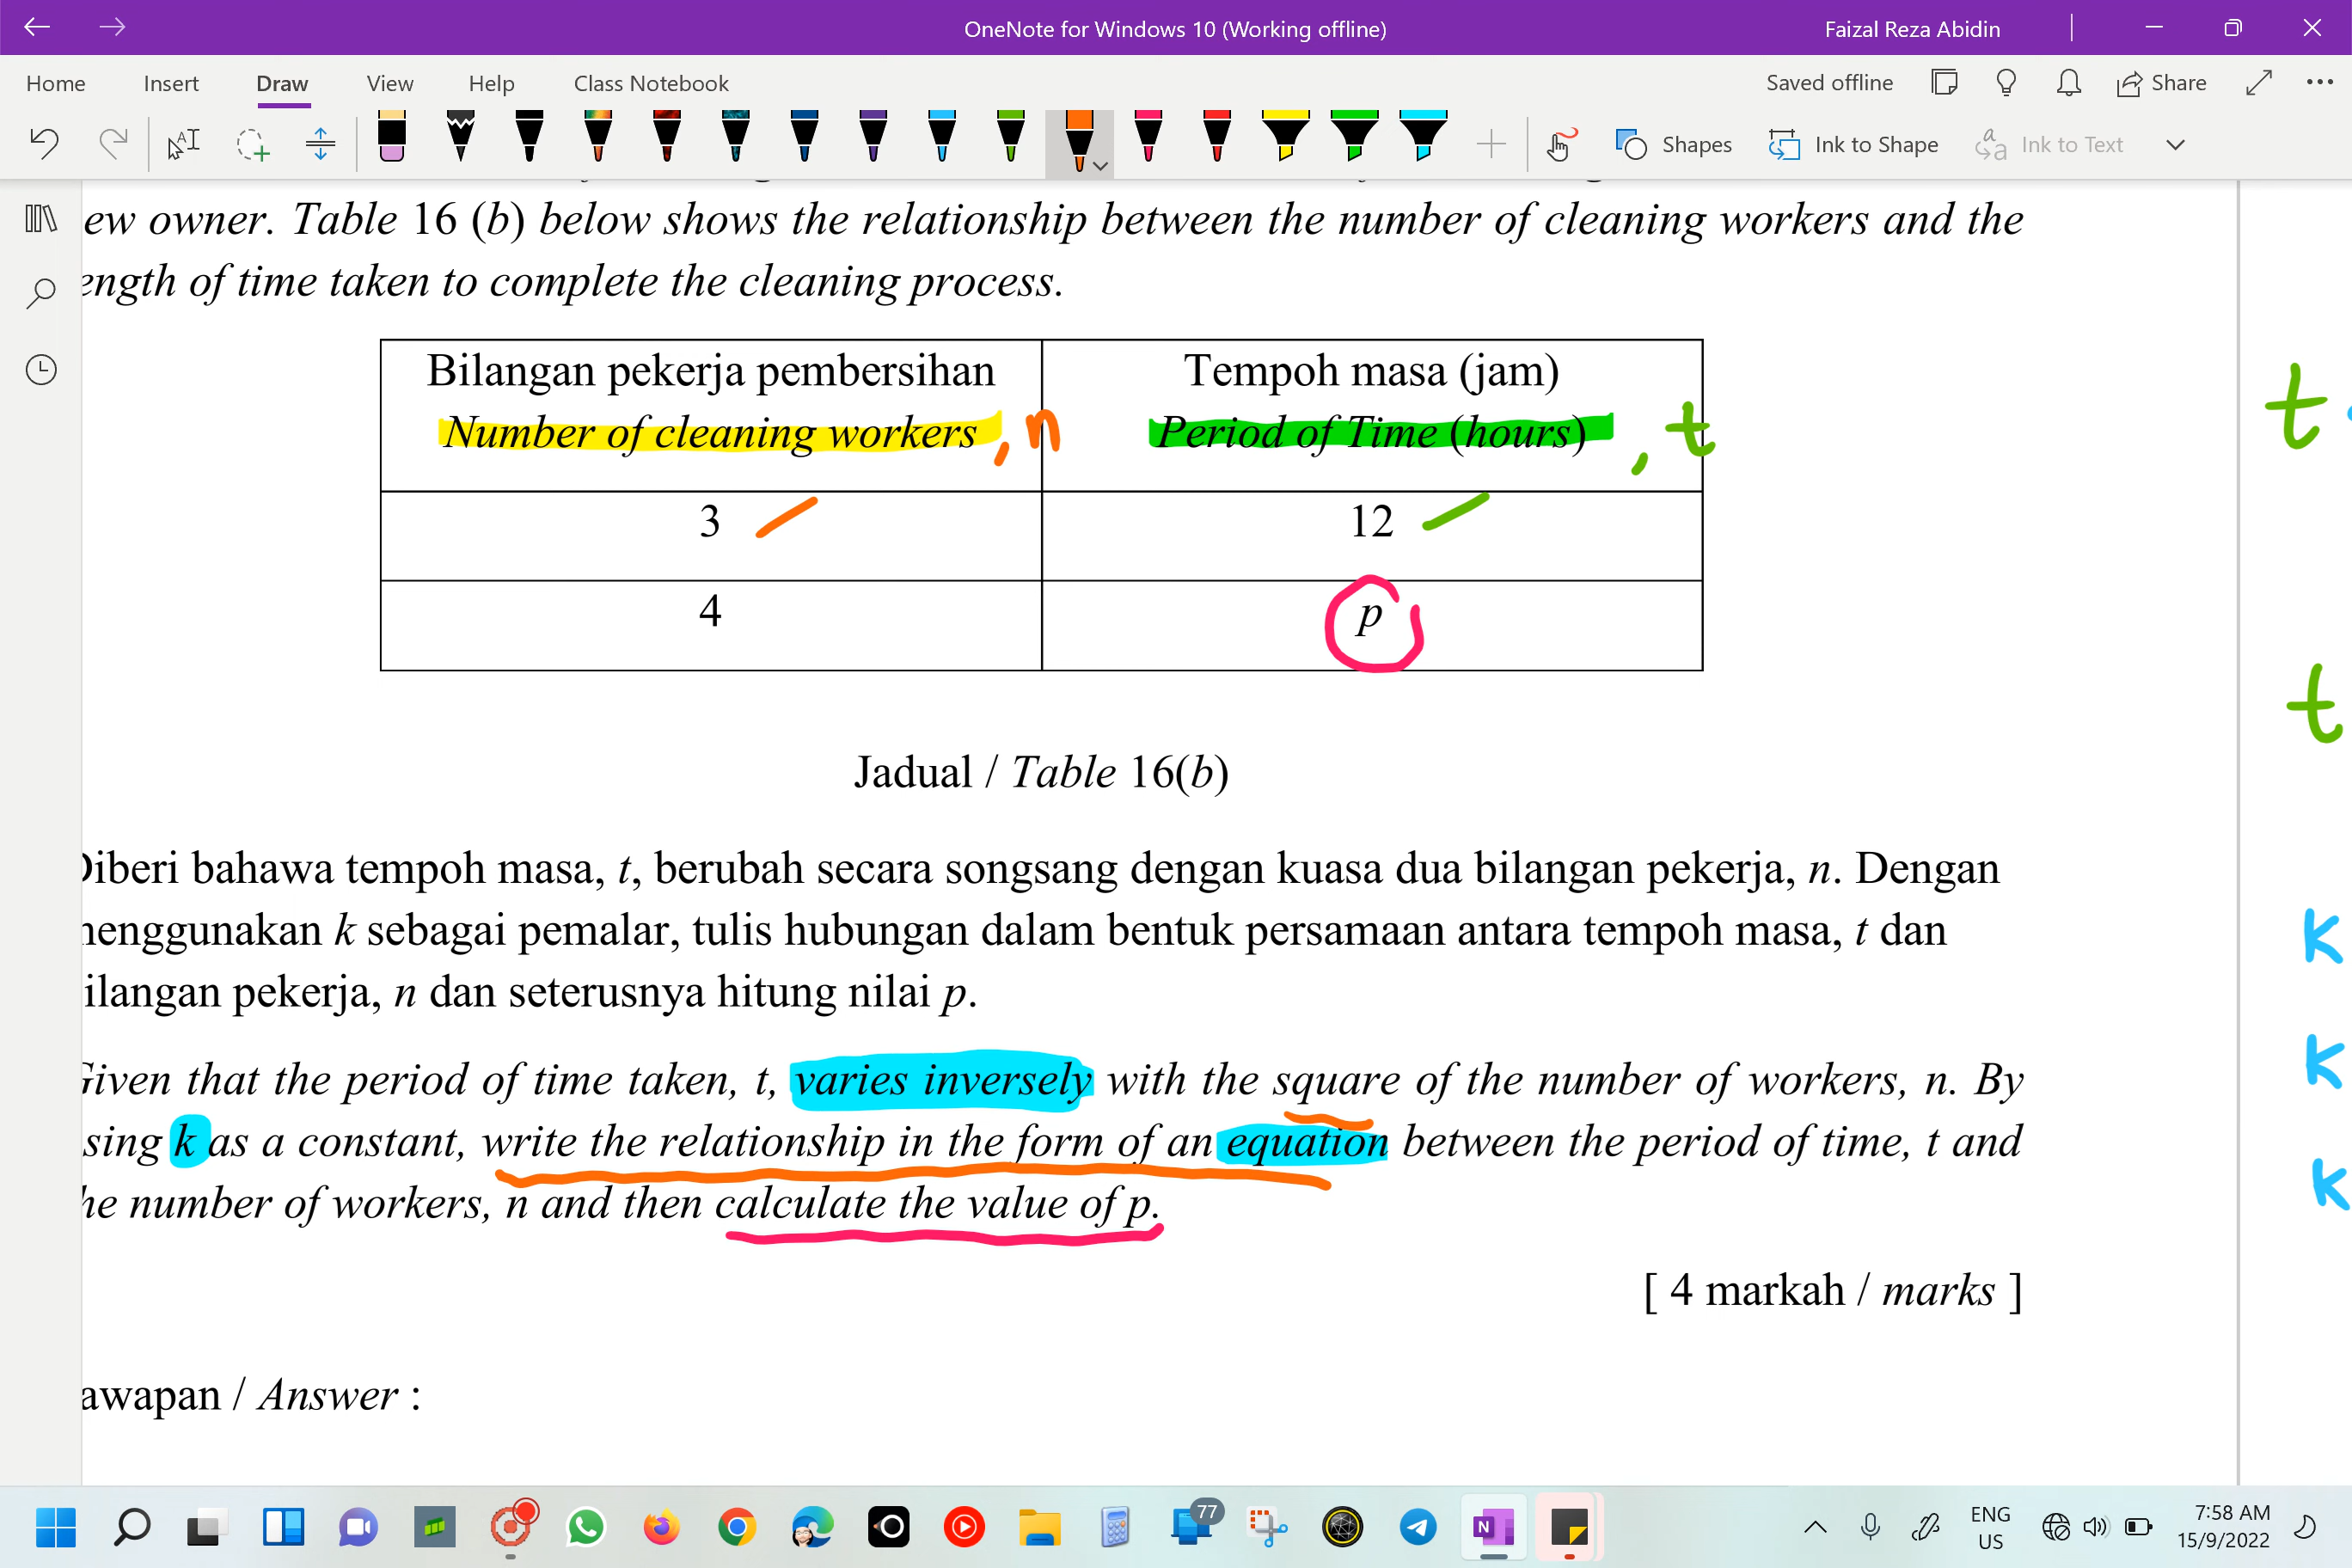 OneNote for Windows 10 (Working offline)
Faizal Reza Abidin
Home Insert Draw View Help Class Notebook
Saved offline Share
Shapes Ink to Shape Ink to Text
ew owner. Table 16 (b) below shows the relationship between the number of cleaning workers and the
ength of time taken to complete the cleaning process.
Bilangan pekerja pembersihan
Number of cleaning workers , n
Tempoh masa (jam)
Period of Time (hours) , t
3 12
4 p
Jadual / Table 16(b)
Diberi bahawa tempoh masa, t, berubah secara songsang dengan kuasa dua bilangan pekerja, n. Dengan
menggunakan k sebagai pemalar, tulis hubungan dalam bentuk persamaan antara tempoh masa, t dan
ilangan pekerja, n dan seterusnya hitung nilai p.
Given that the period of time taken, t, varies inversely with the square of the number of workers, n. By
sing k as a constant, write the relationship in the form of an equation between the period of time, t and
he number of workers, n and then calculate the value of p.
[ 4 markah / marks ]
awapan / Answer :
t
t
k
k
k
77
N
ENG
US
7:58 AM
15/9/2022